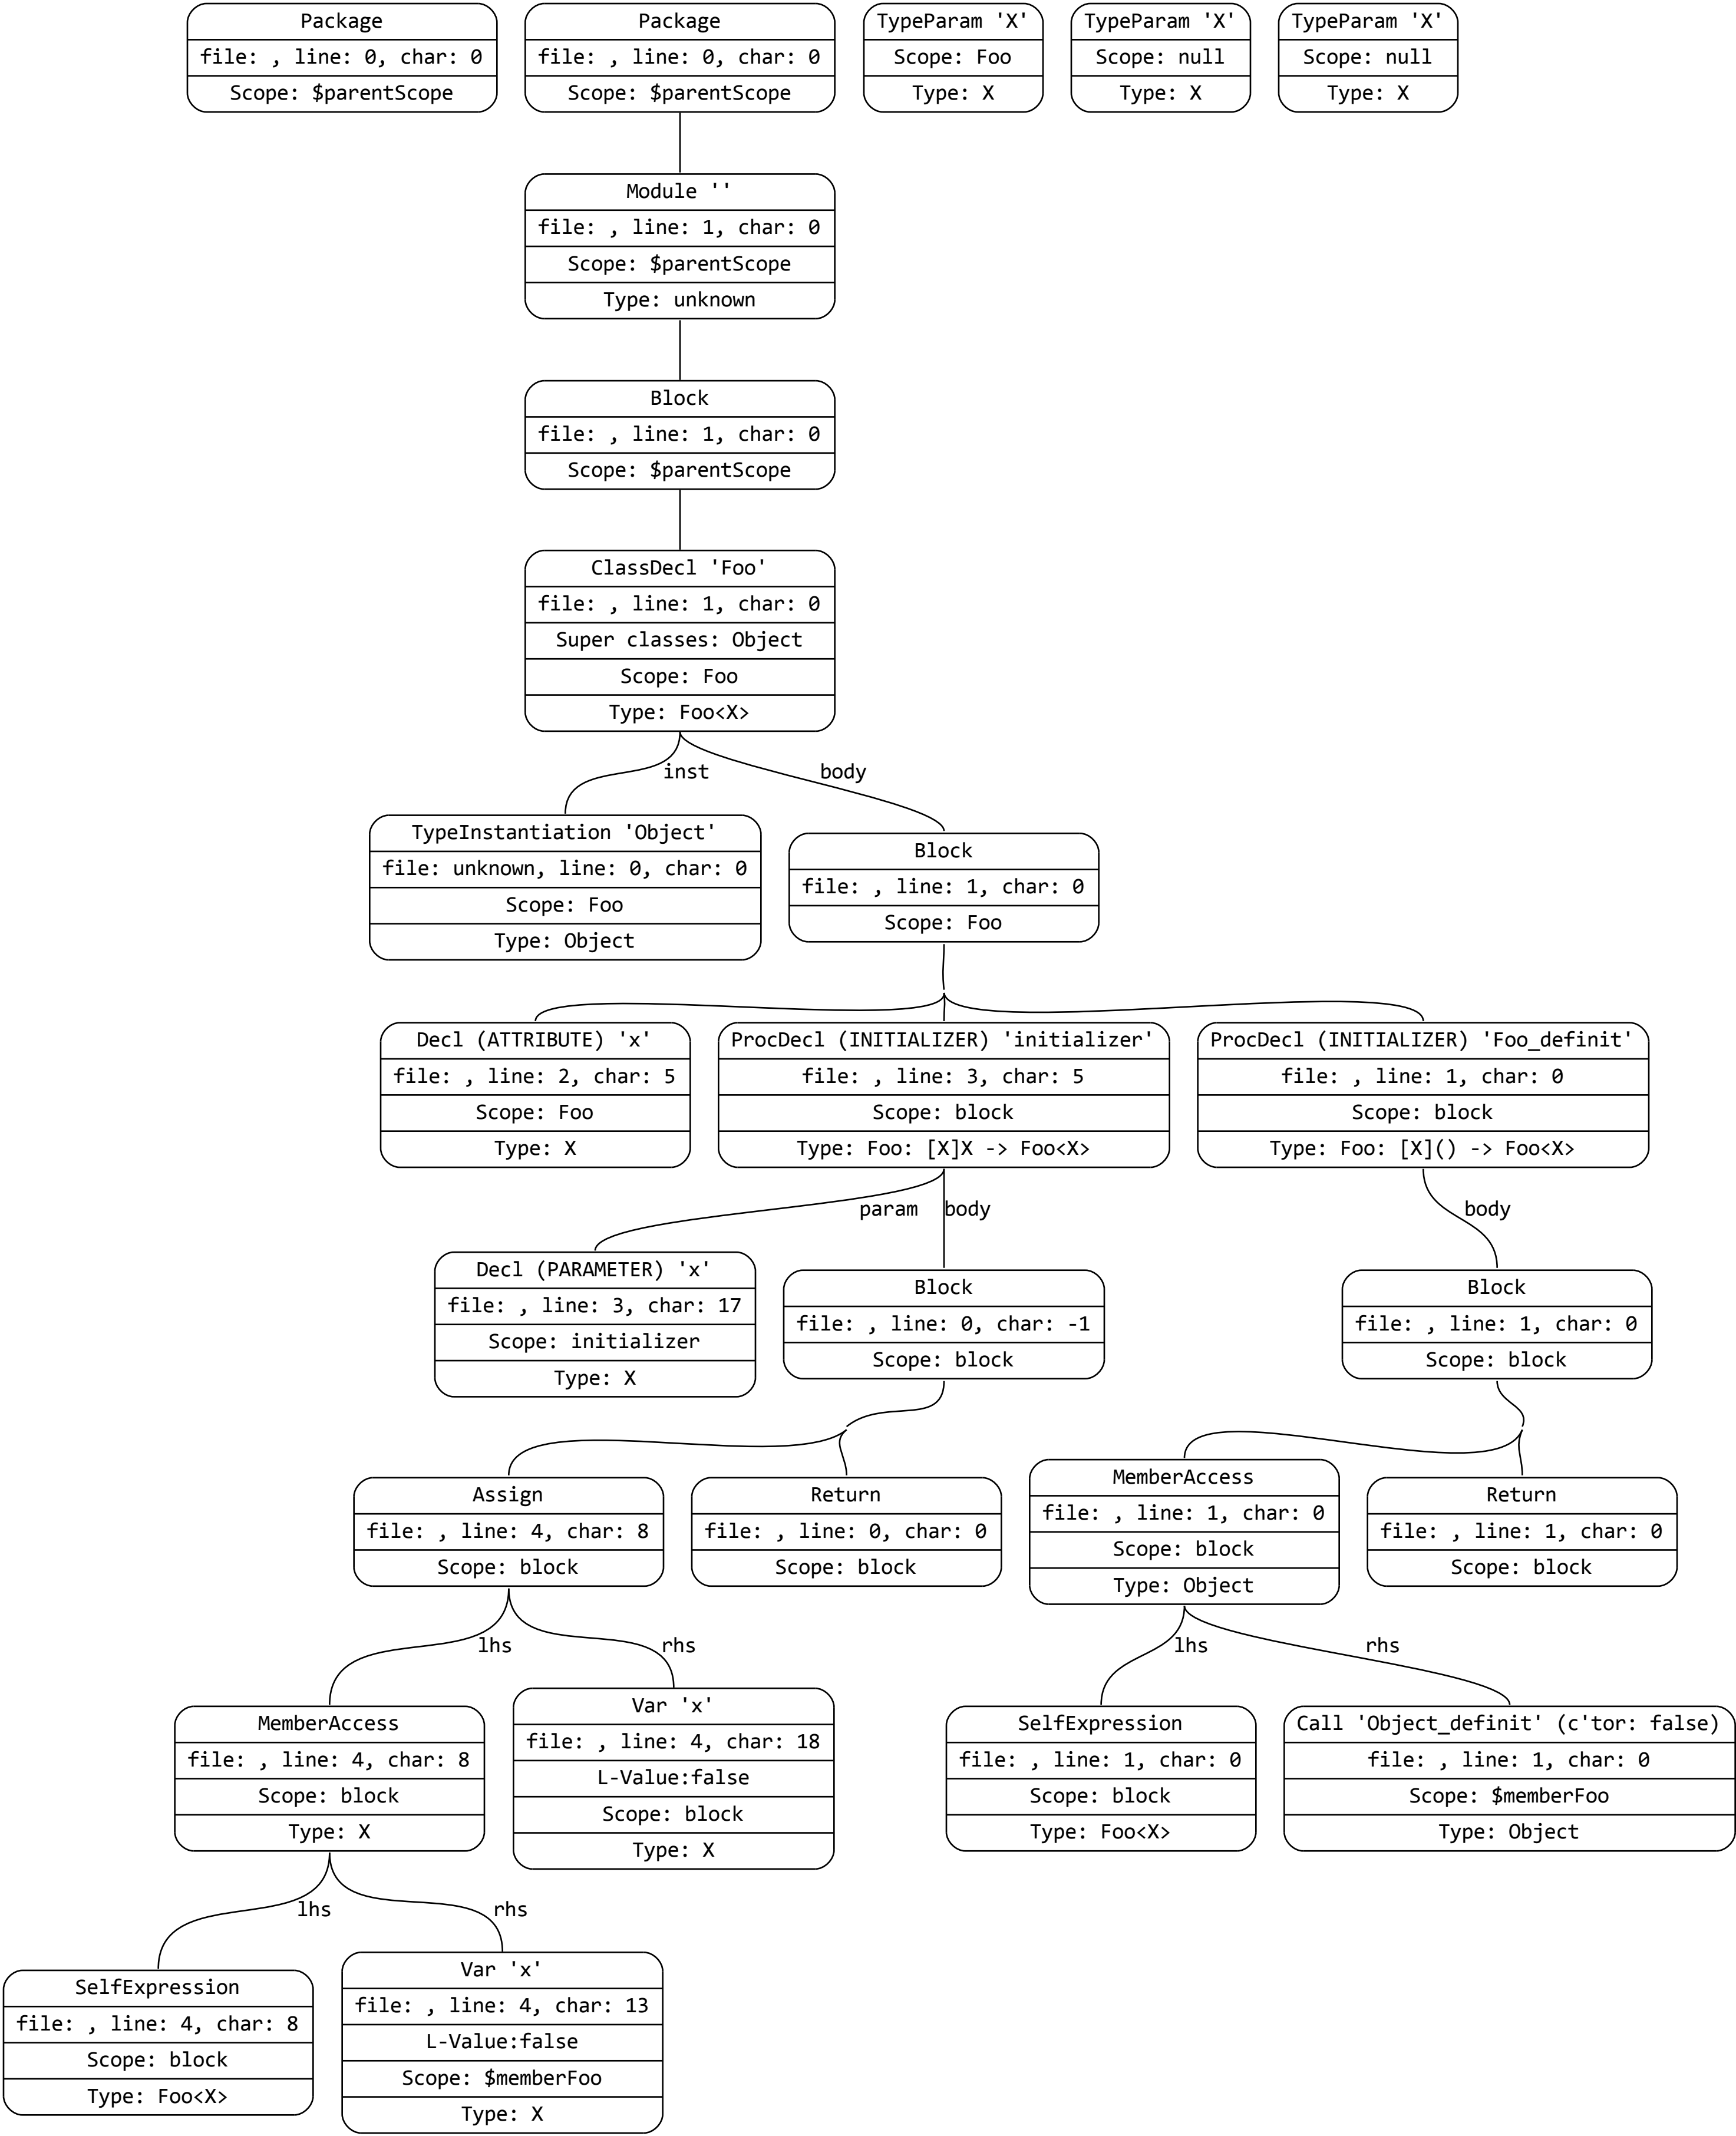 Package
file: , line: 0, char: 0
Scope: $parentScope
Package
file: , line: 0, char: 0
Scope: $parentScope
TypeParam 'X'
Scope: Foo
Type: X
TypeParam 'X'
Scope: null
Type: X
TypeParam 'X'
Scope: null
Type: X
Module ''
file: , line: 1, char: 0
Scope: $parentScope
Type: unknown
Block
file: , line: 1, char: 0
Scope: $parentScope
ClassDecl 'Foo'
file: , line: 1, char: 0
Super classes: Object
Scope: Foo
Type: Foo<X>
inst
body
TypeInstantiation 'Object'
file: unknown, line: 0, char: 0
Scope: Foo
Type: Object
Block
file: , line: 1, char: 0
Scope: Foo
Decl (ATTRIBUTE) 'x'
file: , line: 2, char: 5
Scope: Foo
Type: X
ProcDecl (INITIALIZER) 'initializer'
file: , line: 3, char: 5
Scope: block
Type: Foo: [X]X -> Foo<X>
ProcDecl (INITIALIZER) 'Foo_definit'
file: , line: 1, char: 0
Scope: block
Type: Foo: [X]() -> Foo<X>
param
body
body
Decl (PARAMETER) 'x'
file: , line: 3, char: 17
Scope: initializer
Type: X
Block
file: , line: 0, char: -1
Scope: block
Block
file: , line: 1, char: 0
Scope: block
Assign
file: , line: 4, char: 8
Scope: block
Return
file: , line: 0, char: 0
Scope: block
MemberAccess
file: , line: 1, char: 0
Scope: block
Type: Object
Return
file: , line: 1, char: 0
Scope: block
lhs
rhs
lhs
rhs
MemberAccess
file: , line: 4, char: 8
Scope: block
Type: X
Var 'x'
file: , line: 4, char: 18
L-Value:false
Scope: block
Type: X
SelfExpression
file: , line: 1, char: 0
Scope: block
Type: Foo<X>
Call 'Object_definit' (c'tor: false)
file: , line: 1, char: 0
Scope: $memberFoo
Type: Object
lhs
rhs
SelfExpression
file: , line: 4, char: 8
Scope: block
Type: Foo<X>
Var 'x'
file: , line: 4, char: 13
L-Value:false
Scope: $memberFoo
Type: X